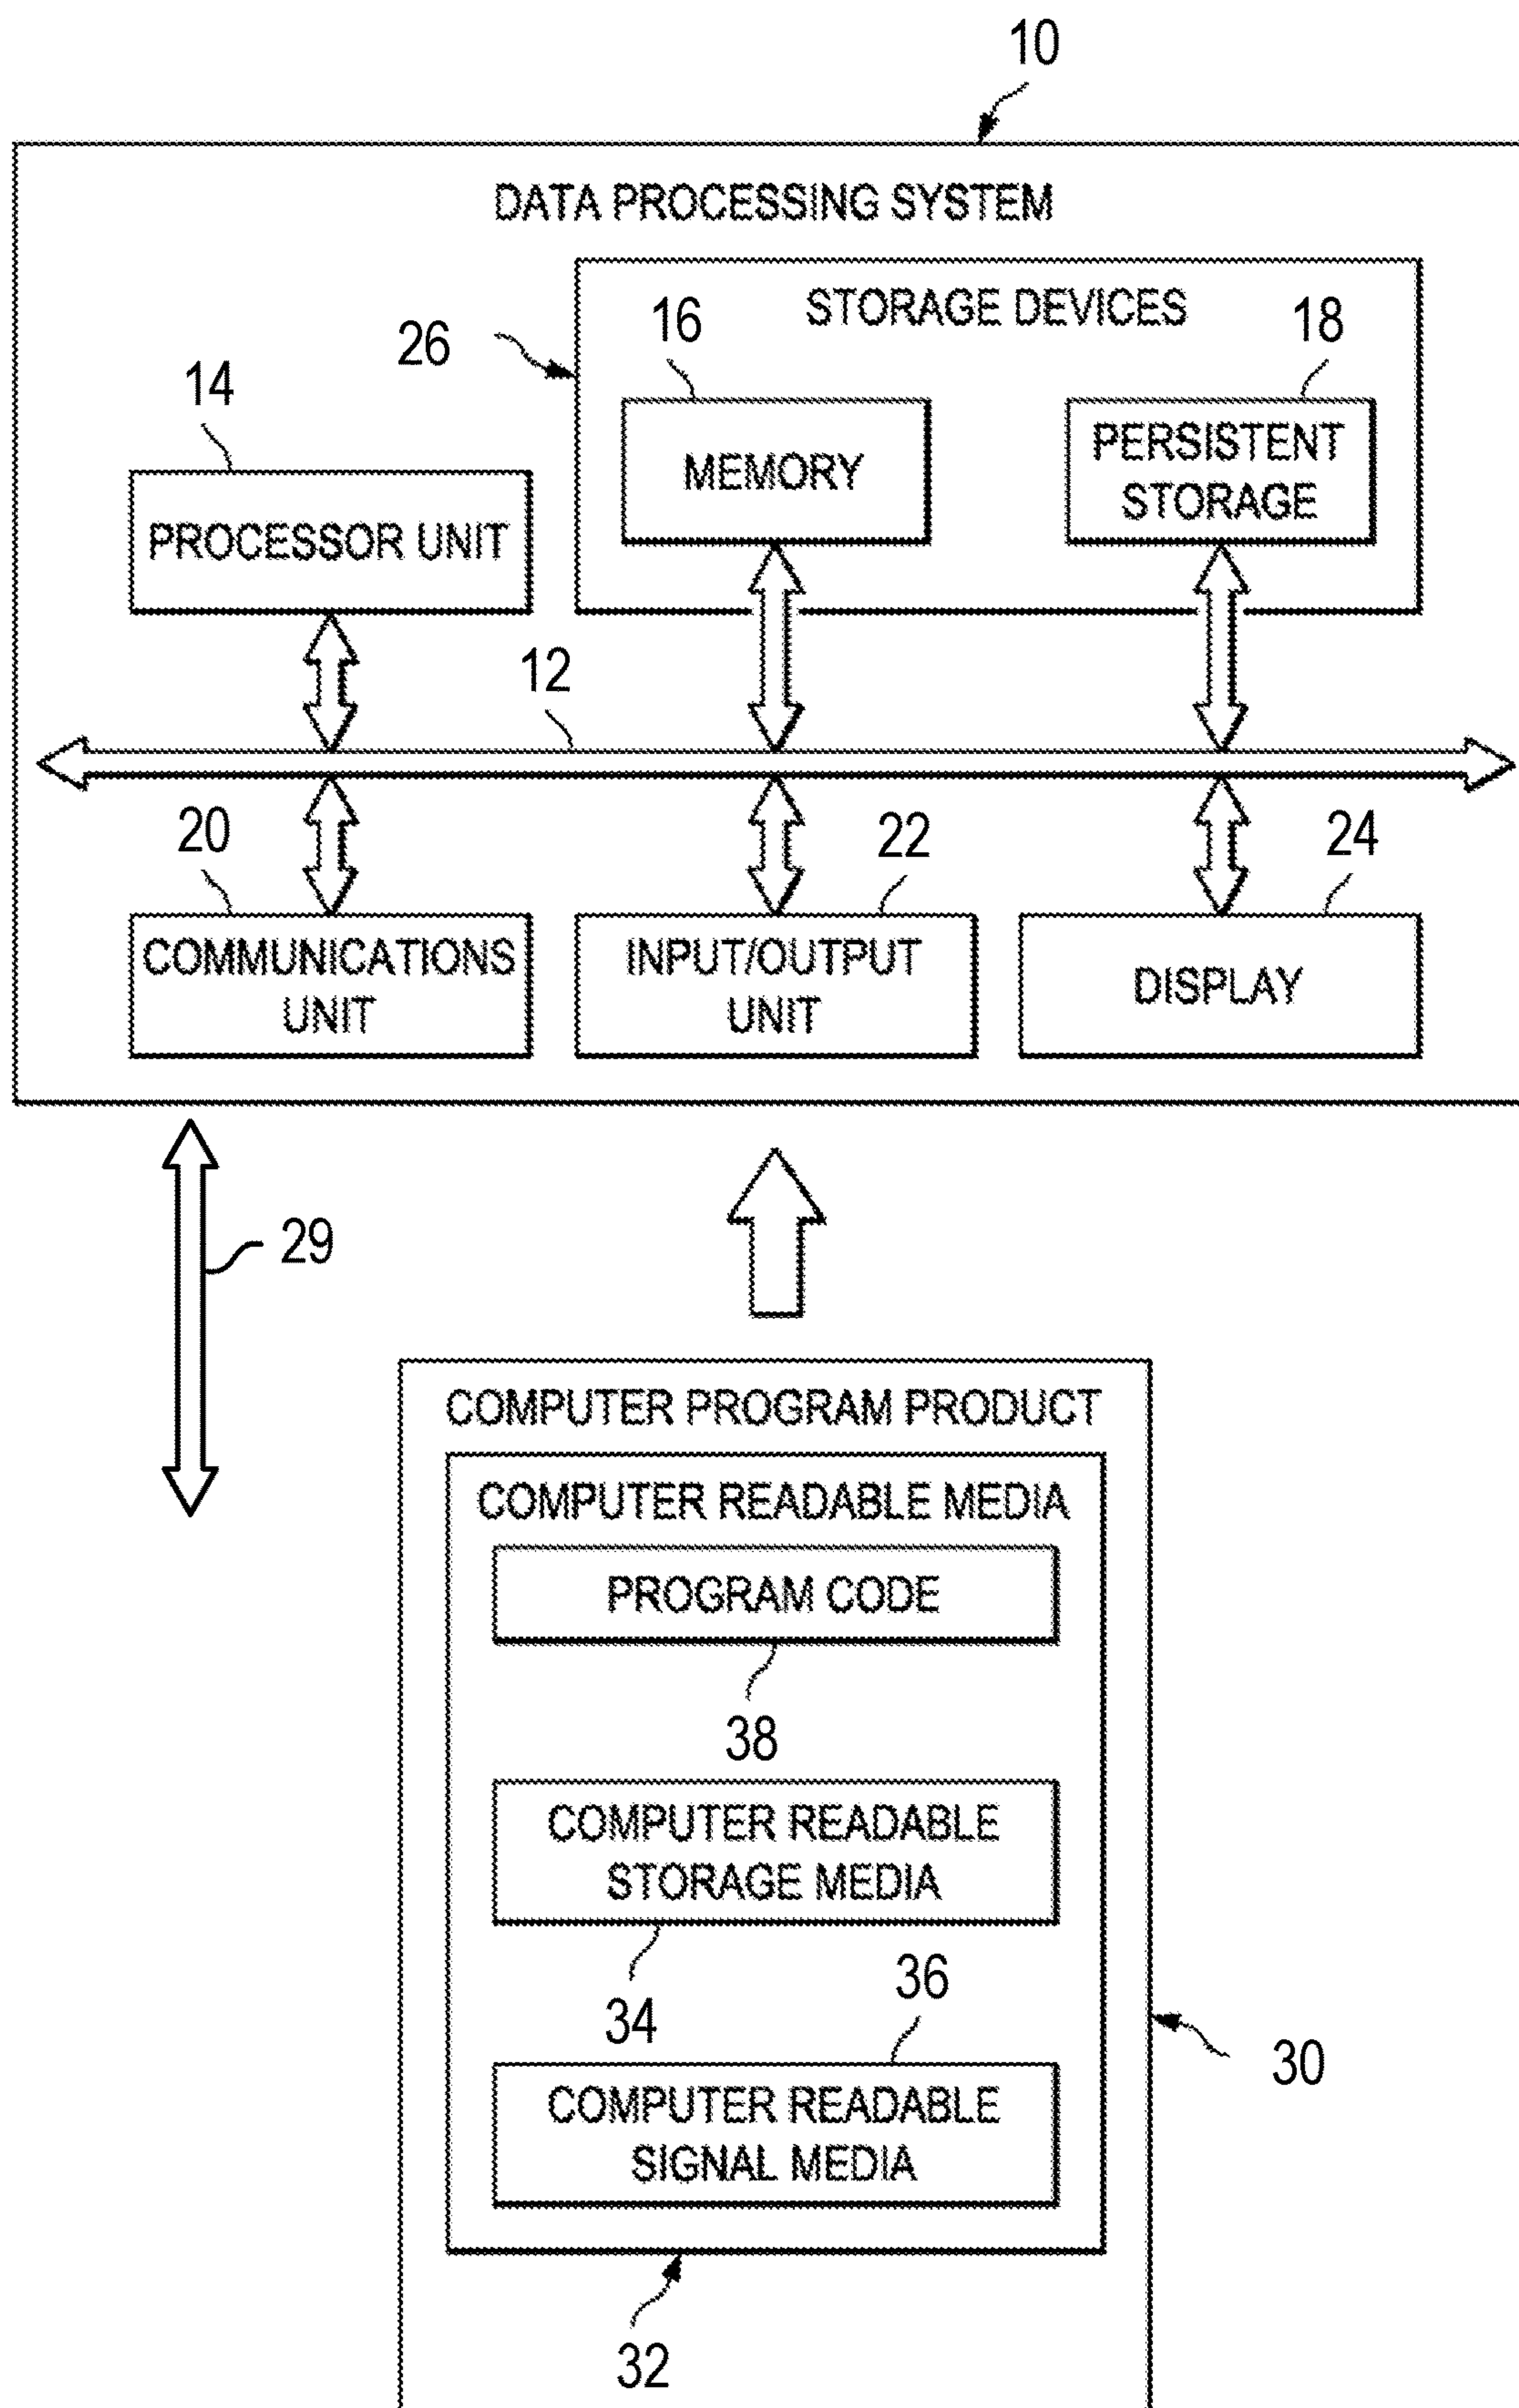 10
DATA PROCESSING SYSTEM
STORAGE DEVICES
26
16
18
14
MEMORY
PERSISTENT
STORAGE
PROCESSOR UNIT
12
20
22
24
COMMUNICATIONS
UNIT
INPUT/OUTPUT
UNIT
DISPLAY
29
COMPUTER PROGRAM PRODUCT
COMPUTER READABLE MEDIA
PROGRAM CODE
38
COMPUTER READABLE
STORAGE MEDIA
34
36
30
COMPUTER READABLE
SIGNAL MEDIA
32